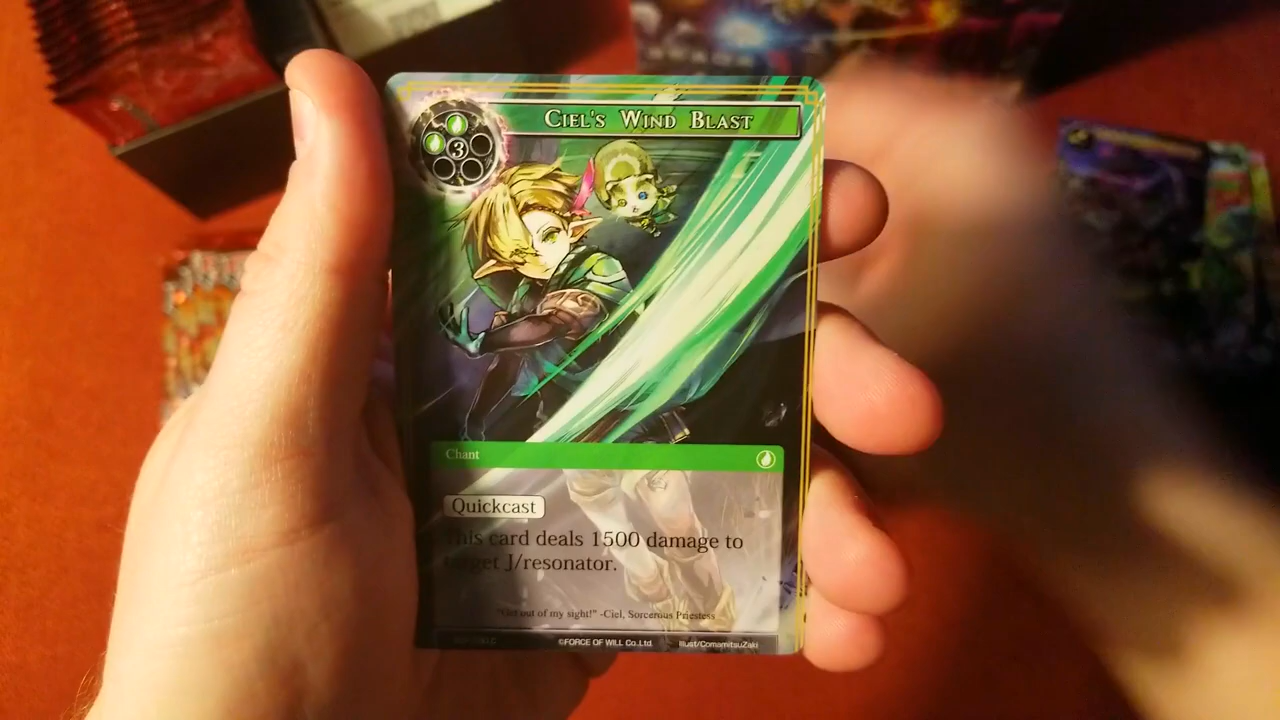 Ciel's Wind Blast
3
Chant
Quickcast
This card deals 1500 damage to
target J/resonator.
out of my sight!" -Ciel, Sorcerous Priestess
©FORCE OF WILL Co.,Ltd. Illust/ComamitsuZaki